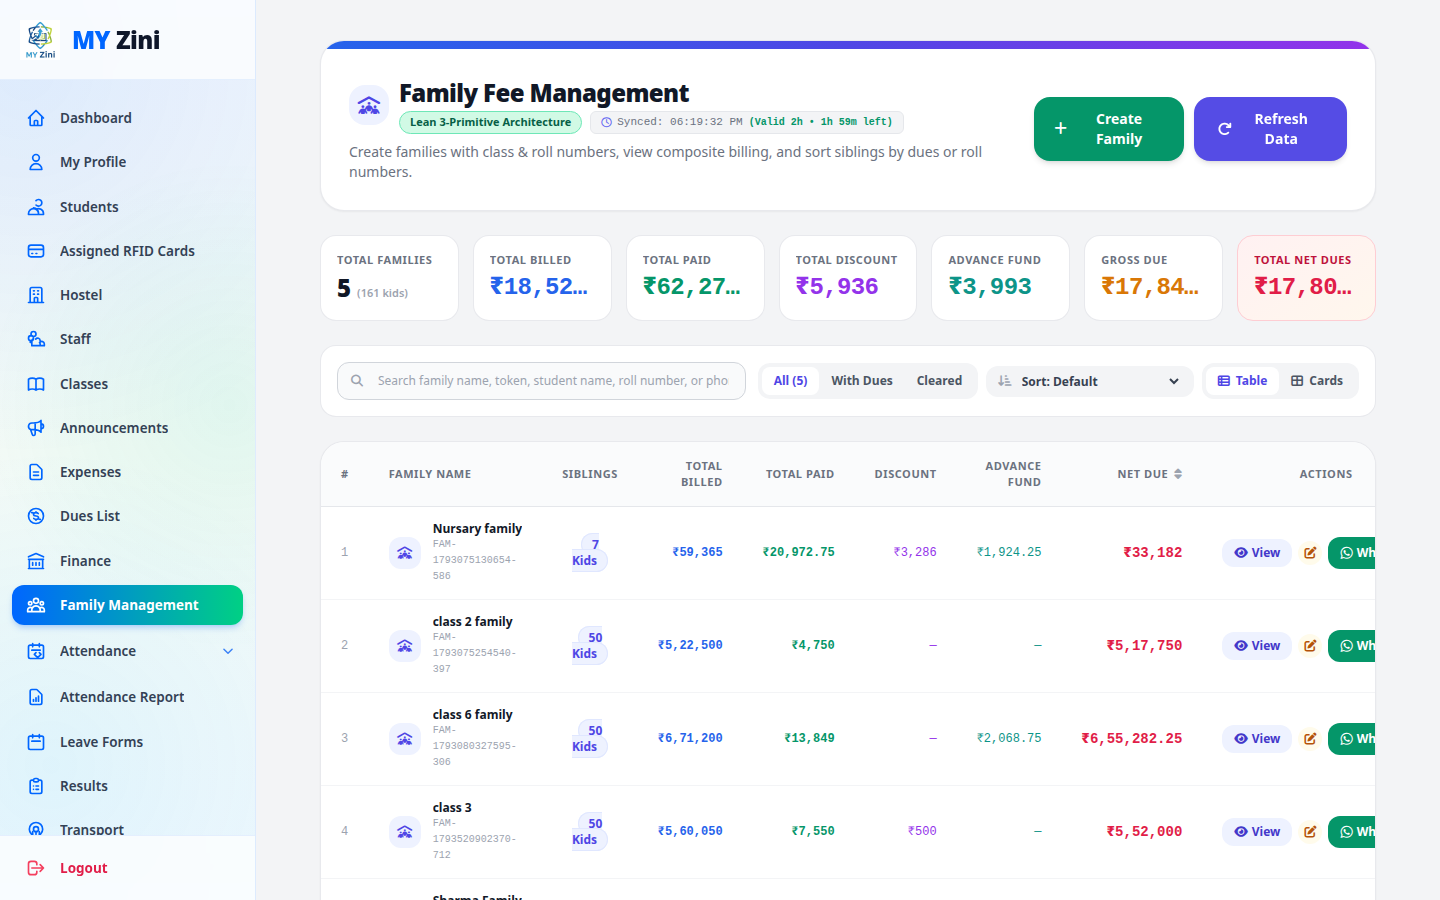 MY Zini
MY Zini
Dashboard
My Profile
Students
Assigned RFID Cards
Hostel
Staff
Classes
Announcements
Expenses
Dues List
Finance
Family Management
Attendance
Attendance Report
Leave Forms
Results
Transport
Logout
Family Fee Management
Lean 3-Primitive Architecture
Synced: 06:19:32 PM (Valid 2h • 1h 59m left)
Create families with class & roll numbers, view composite billing, and sort siblings by dues or roll
numbers.
Create
Family
Refresh
Data
TOTAL FAMILIES
5 (161 kids)
TOTAL BILLED
₹18,52...
TOTAL PAID
₹62,27...
TOTAL DISCOUNT
₹5,936
ADVANCE FUND
₹3,993
GROSS DUE
₹17,84...
TOTAL NET DUES
₹17,80...
Search family name, token, student name, roll number, or pho
All (5)
With Dues
Cleared
Sort: Default
Table
Cards
# FAMILY NAME SIBLINGS TOTAL BILLED TOTAL PAID DISCOUNT ADVANCE FUND NET DUE ACTIONS
1
Nursary family
FAM-
1793075130654-
586
7
Kids
₹59,365
₹20,972.75
₹3,286
₹1,924.25
₹33,182
View
Wh
2
class 2 family
FAM-
1793075254540-
397
50
Kids
₹5,22,500
₹4,750
—
—
₹5,17,750
View
Wh
3
class 6 family
FAM-
1793080327595-
306
50
Kids
₹6,71,200
₹13,849
—
₹2,068.75
₹6,55,282.25
View
Wh
4
class 3
FAM-
1793520902370-
712
50
Kids
₹5,60,050
₹7,550
₹500
—
₹5,52,000
View
Wh
Sharma Family